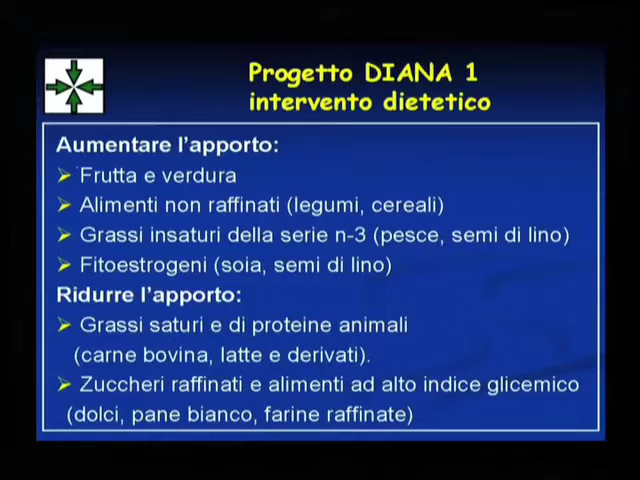 Progetto DIANA 1
intervento dietetico
Aumentare l'apporto:
Frutta e verdura
Alimenti non raffinati (legumi, cereali)
Grassi insaturi della serie n-3 (pesce, semi di lino)
Fitoestrogeni (soia, semi di lino)
Ridurre l'apporto:
Grassi saturi e di proteine animali
(carne bovina, latte e derivati).
Zuccheri raffinati e alimenti ad alto indice glicemico
(dolci, pane bianco, farine raffinate)